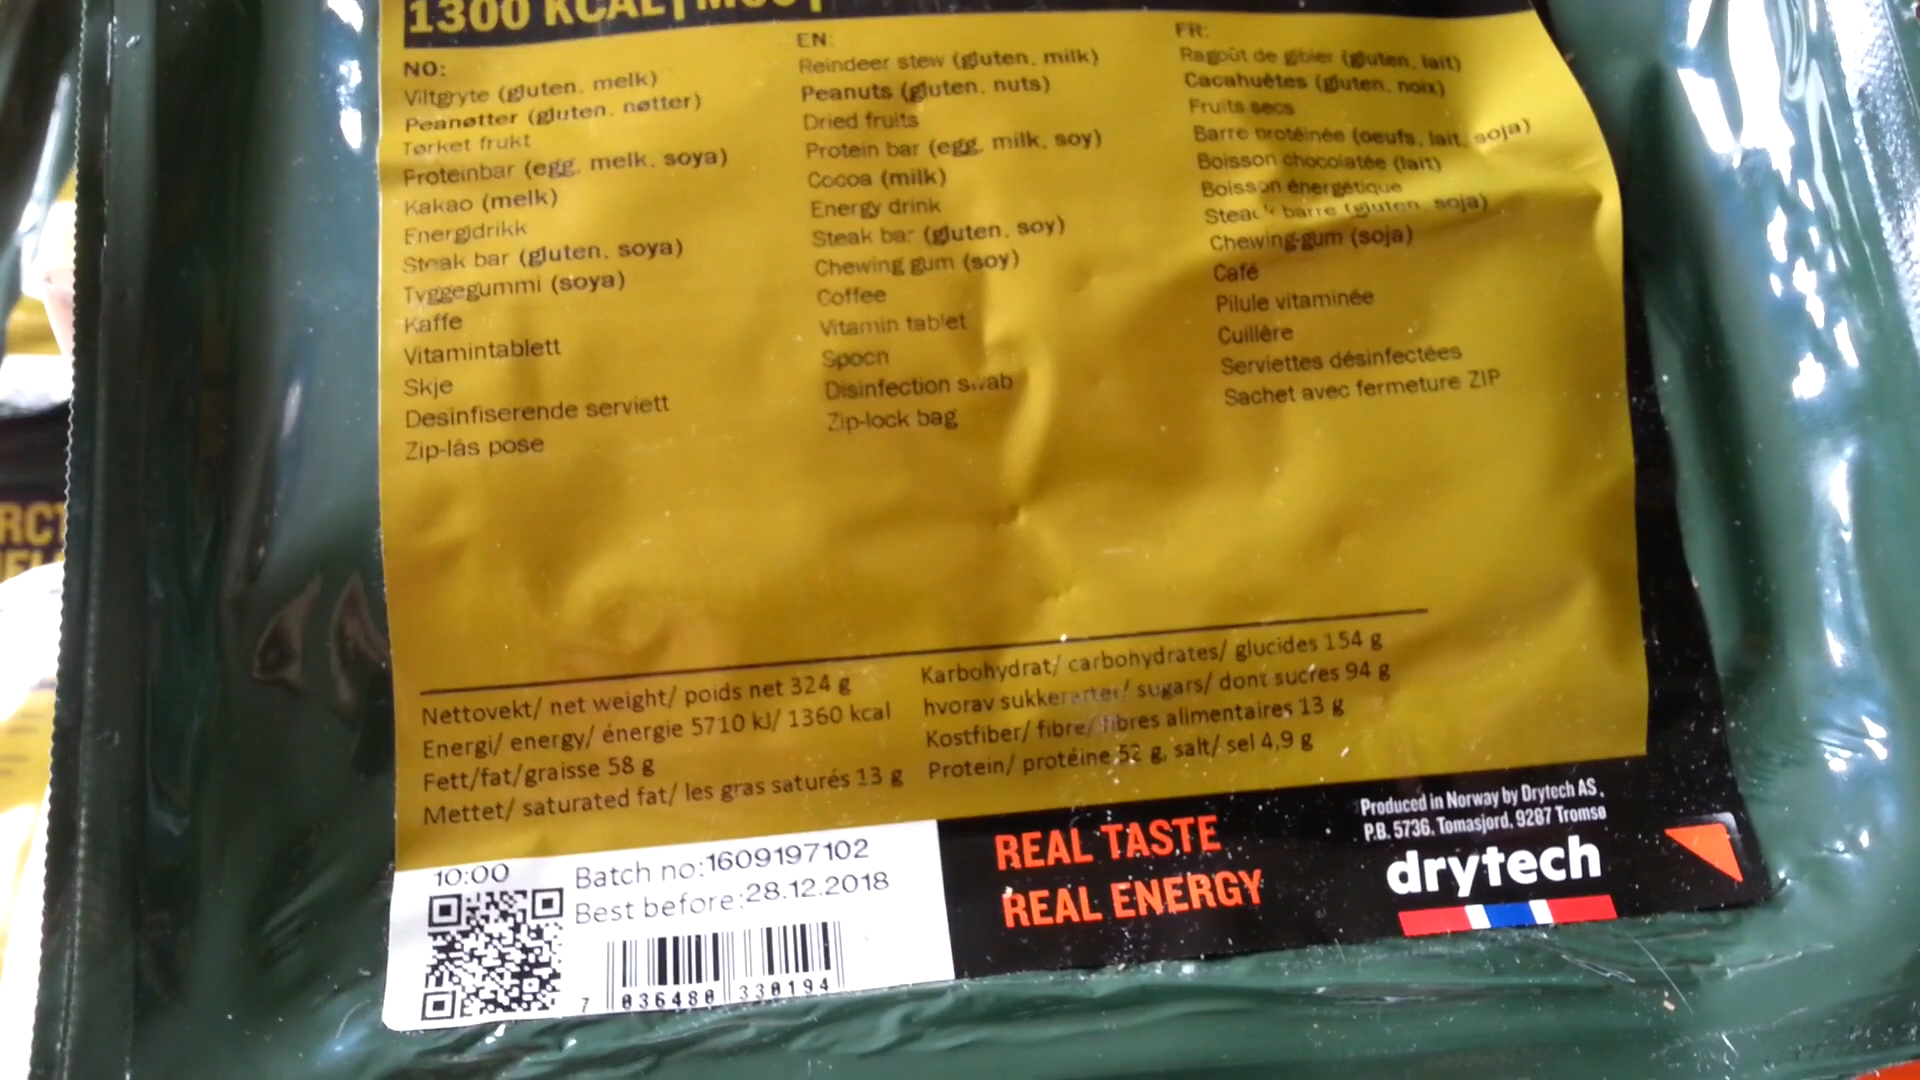 1300 KCAL |
NO:
Viltgryte (gluten, melk)
Peanøtter (gluten, nøtter)
Tørket frukt
Proteinbar (egg, melk, soya)
Kakao (melk)
Energidrikk
Steak bar (gluten, soya)
Tyggegummi (soya)
Kaffe
Vitamintablett
Skje
Desinfiserende serviett
Zip-lås pose
EN:
Reindeer stew (gluten, milk)
Peanuts (gluten, nuts)
Dried fruits
Protein bar (egg, milk, soy)
Cocoa (milk)
Energy drink
Steak bar (gluten, soy)
Chewing gum (soy)
Coffee
Vitamin tablet
Spoon
Disinfection swab
Zip-lock bag
FR:
Ragoût de gibier (gluten, lait)
Cacahuètes (gluten, noix)
Fruits secs
Barre protéinée (oeufs, lait, soja)
Boisson chocolatée (lait)
Boisson énergétique
Steack barre (gluten, soja)
Chewing-gum (soja)
Café
Pilule vitaminée
Cuillère
Serviettes désinfectées
Sachet avec fermeture ZIP
Nettovekt/ net weight/ poids net 324 g
Energi/ energy/ énergie 5710 kJ/ 1360 kcal
Fett/fat/graisse 58 g
Mettet/ saturated fat/ les gras saturés 13 g
Karbohydrat/ carbohydrates/ glucides 154 g
hvorav sukkerarter/ sugars/ dont sucres 94 g
Kostfiber/ fibre/ fibres alimentaires 13 g
Protein/ protéine 52 g, salt/ sel 4,9 g
10:00
Batch no:1609197102
Best before:28.12.2018
7 036480 330194
REAL TASTE
REAL ENERGY
Produced in Norway by Drytech AS,
P.B. 5736, Tomasjord, 9287 Tromsø
drytech